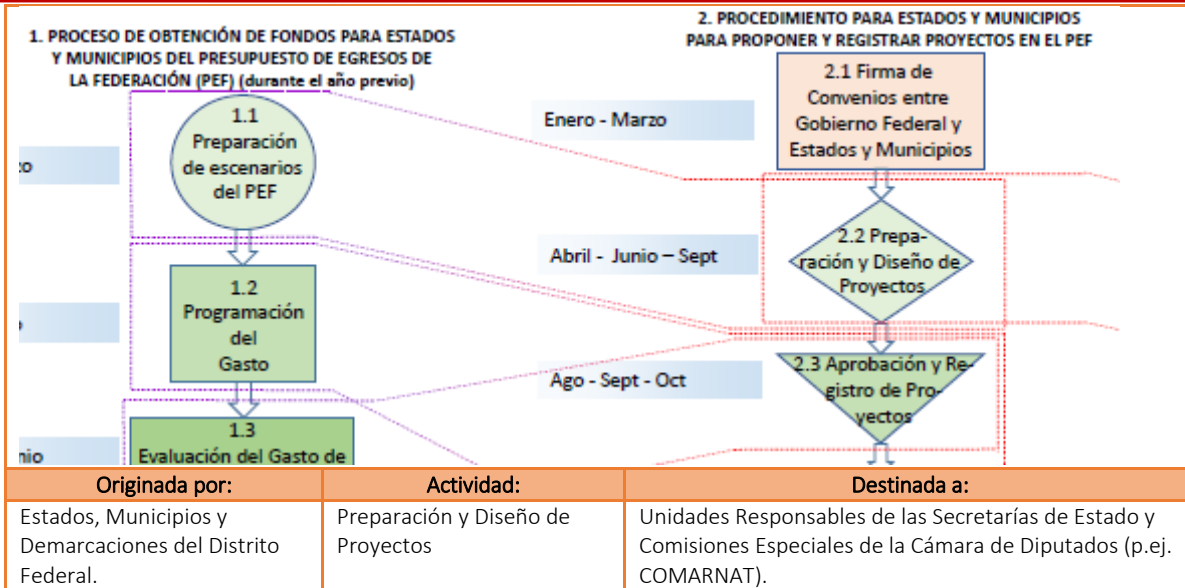 1. PROCESO DE OBTENCIÓN DE FONDOS PARA ESTADOS
Y MUNICIPIOS DEL PRESUPUESTO DE EGRESOS DE
LA FEDERACIÓN (PEF) (durante el año previo)
1.1
Preparación
de escenarios
del PEF
zo
1.2
Programación
del
Gasto
1.3
Evaluación del Gasto de
nio
2. PROCEDIMIENTO PARA ESTADOS Y MUNICIPIOS
PARA PROPONER Y REGISTRAR PROYECTOS EN EL PEF
Enero - Marzo
2.1 Firma de
Convenios entre
Gobierno Federal y
Estados y Municipios
Abril - Junio – Sept
2.2 Prepa-
ración y Diseño de
Proyectos
Ago - Sept - Oct
2.3 Aprobación y Re-
gistro de Pro-
yectos
Originada por:
Actividad:
Destinada a:
Estados, Municipios y
Demarcaciones del Distrito
Federal.
Preparación y Diseño de
Proyectos
Unidades Responsables de las Secretarías de Estado y
Comisiones Especiales de la Cámara de Diputados (p.ej.
COMARNAT).